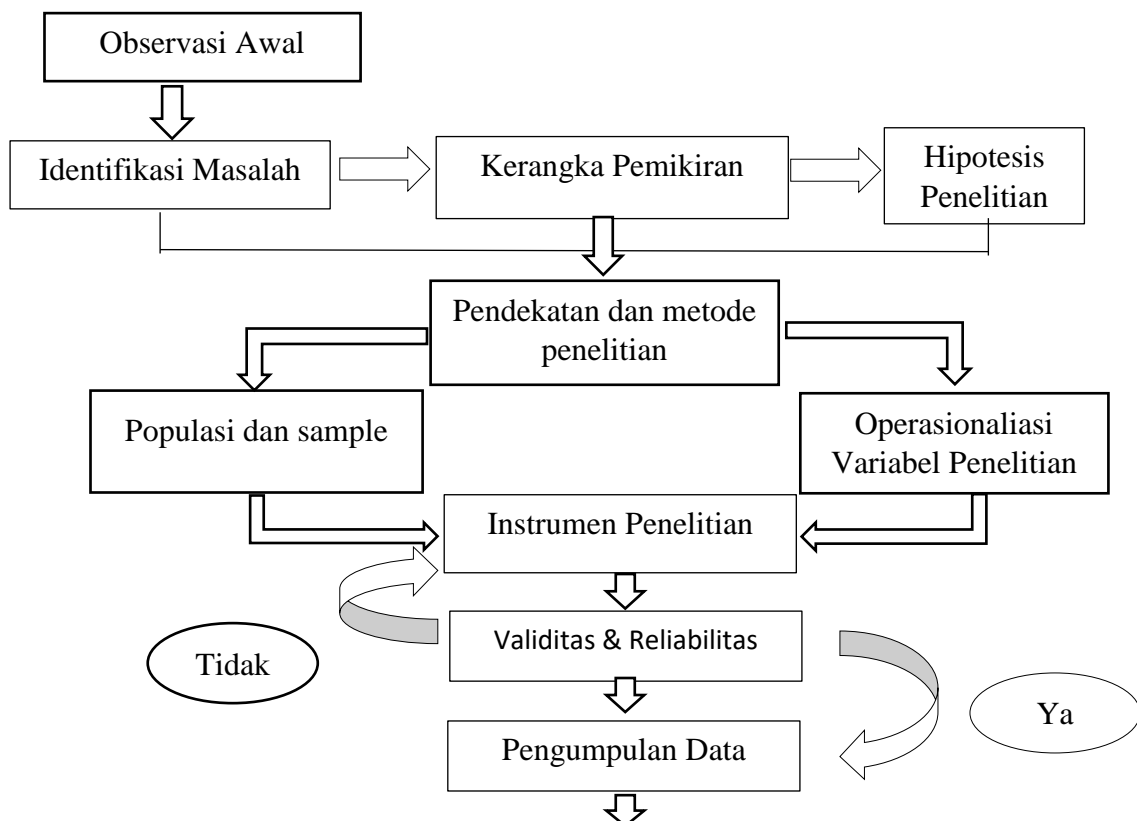 Observasi Awal
Identifikasi Masalah
Kerangka Pemikiran
Hipotesis
Penelitian
Pendekatan dan metode
penelitian
Populasi dan sample
Operasionaliasi
Variabel Penelitian
Instrumen Penelitian
Validitas & Reliabilitas
Tidak
Ya
Pengumpulan Data